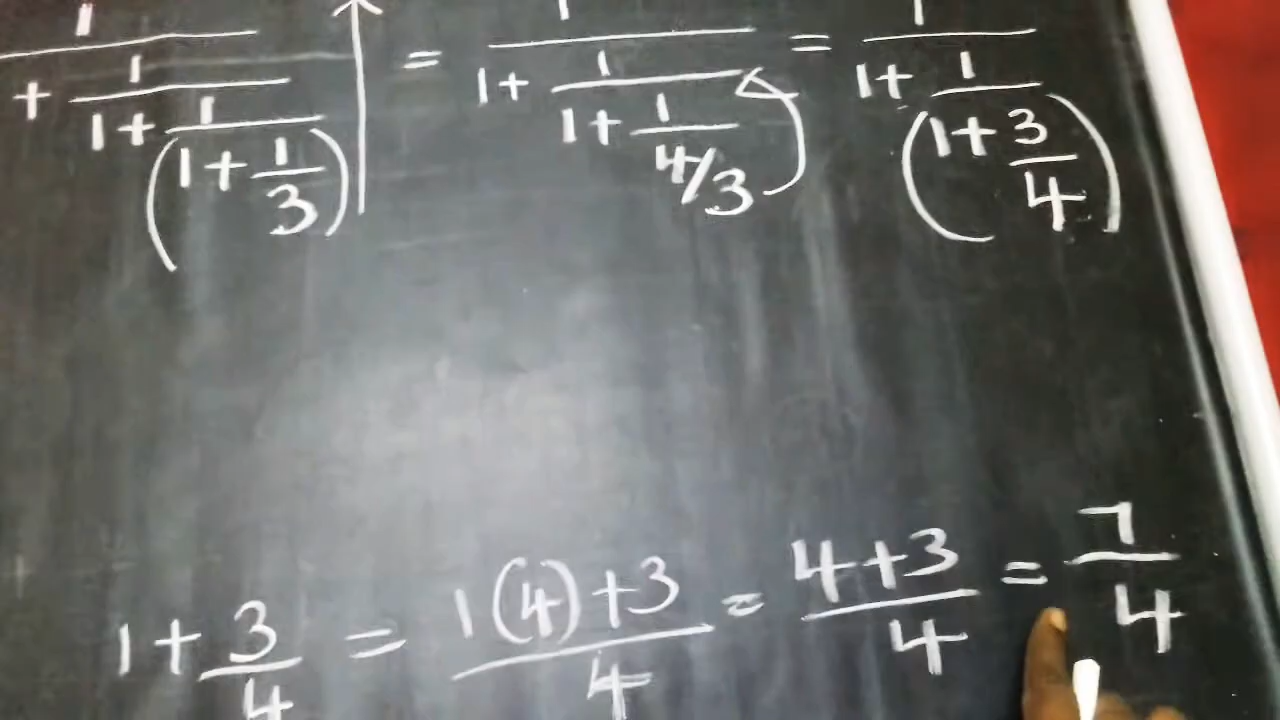 1/(1+1/(1+1/(1+1/3))) = 1/(1+1/(1+1/(4/3))) = 1/(1+1/(1+3/4))
1+3/4 = (1(4)+3)/4 = (4+3)/4 = 7/4